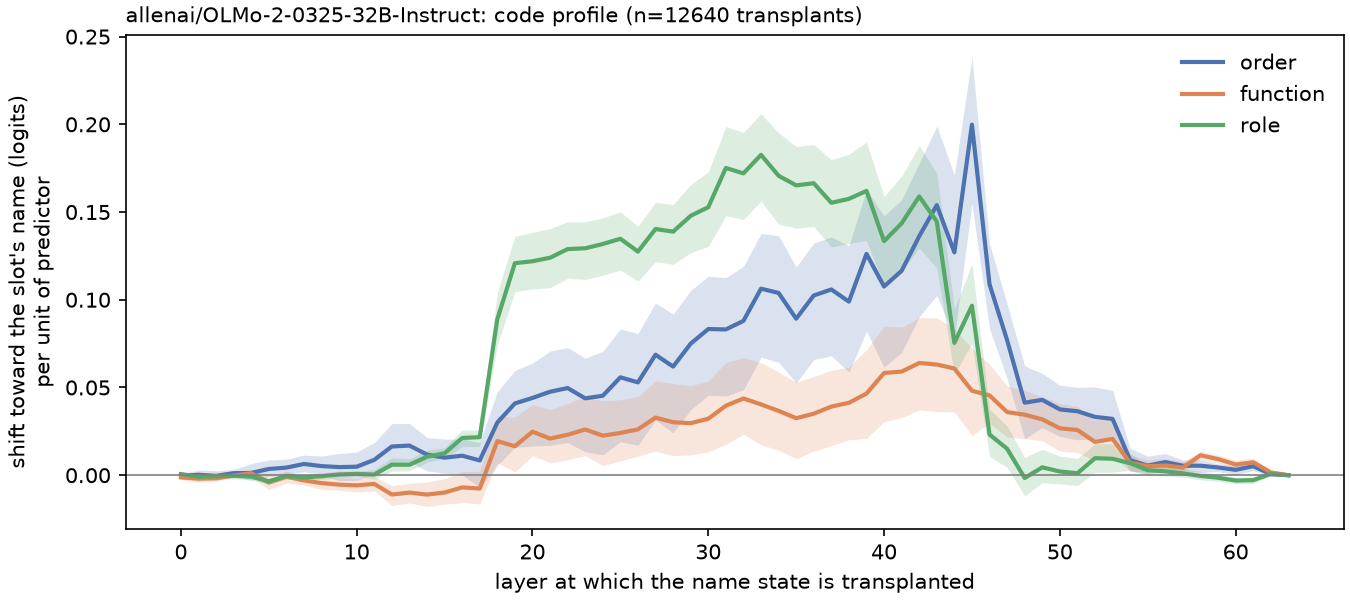 allenai/OLMo-2-0325-32B-Instruct: code profile (n=12640 transplants)
shift toward the slot's name (logits)
per unit of predictor
0.25
0.20
0.15
0.10
0.05
0.00
order
function
role
0 10 20 30 40 50 60
layer at which the name state is transplanted